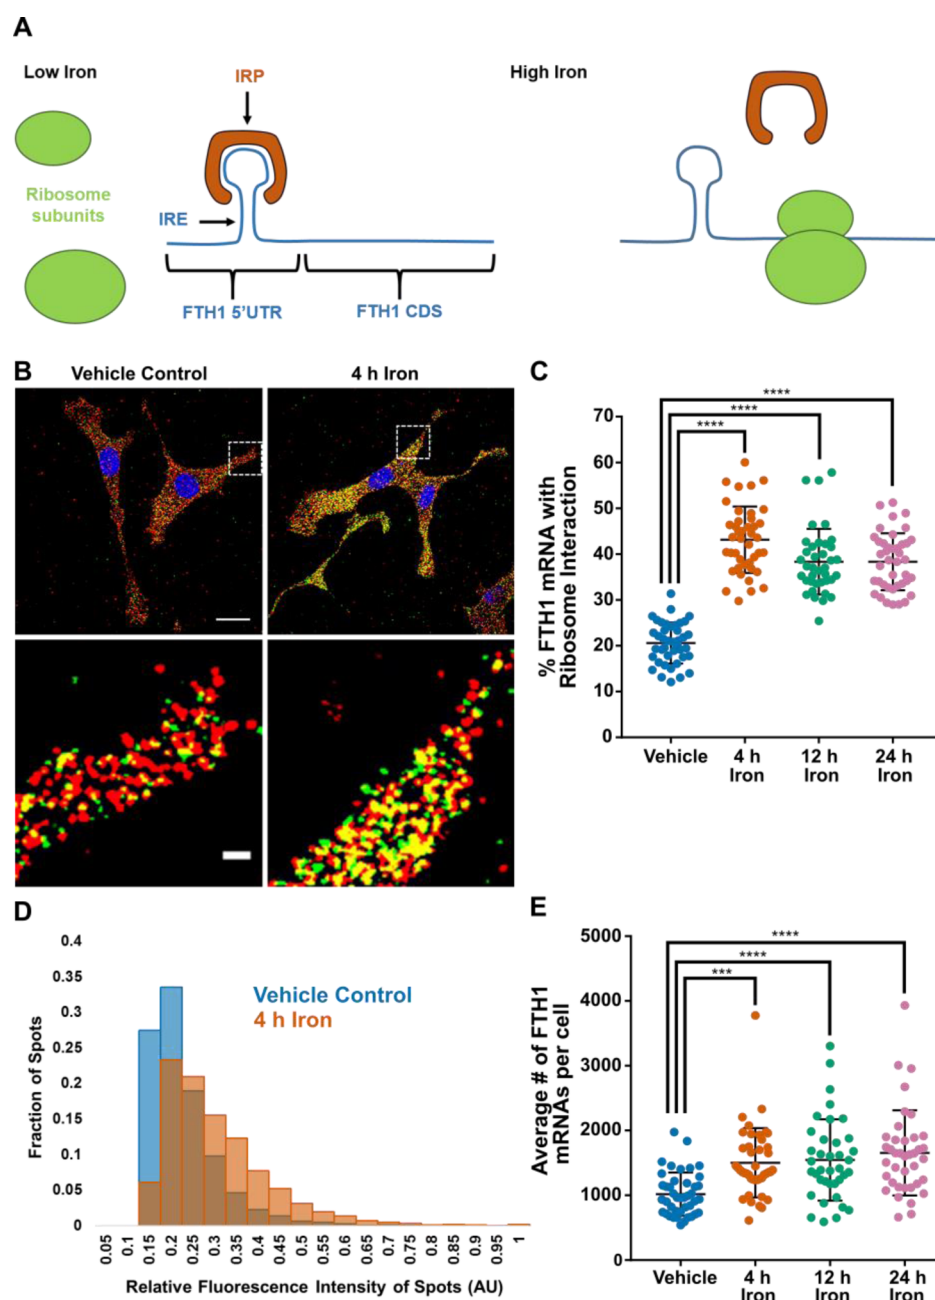 A
Low Iron
IRP
High Iron
Ribosome
subunits
IRE
FTH1 5'UTR
FTH1 CDS
B
Vehicle Control
4 h Iron
C
% FTH1 mRNA with
Ribosome Interaction
70
60
50
40
30
20
10
0
****
****
****
Vehicle
4 h
Iron
12 h
Iron
24 h
Iron
D
Fraction of Spots
0.4
0.35
0.3
0.25
0.2
0.15
0.1
0.05
0
Vehicle Control
4 h Iron
0.05
0.1
0.15
0.2
0.25
0.3
0.35
0.4
0.45
0.5
0.55
0.6
0.65
0.7
0.75
0.8
0.85
0.9
0.95
1
Relative Fluorescence Intensity of Spots (AU)
E
Average # of FTH1
mRNAs per cell
5000
4000
3000
2000
1000
0
****
****
***
Vehicle
4 h
Iron
12 h
Iron
24 h
Iron